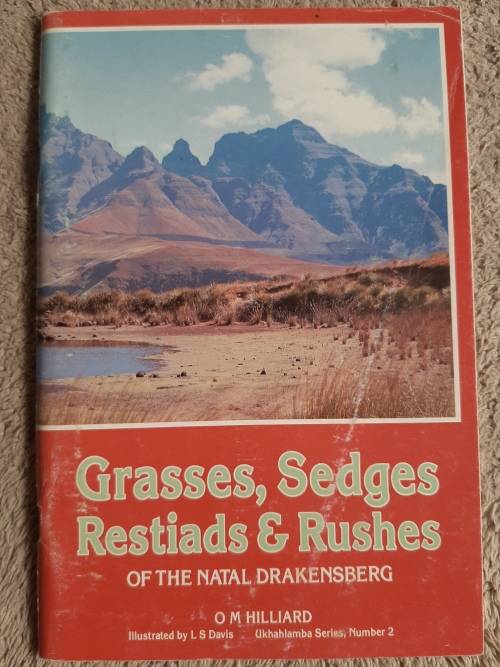 Grasses, Sedges
Restiads & Rushes
OF THE NATAL DRAKENSBERG
O M HILLIARD
Illustrated by L S Davis Ukhahlamba Series, Number 2